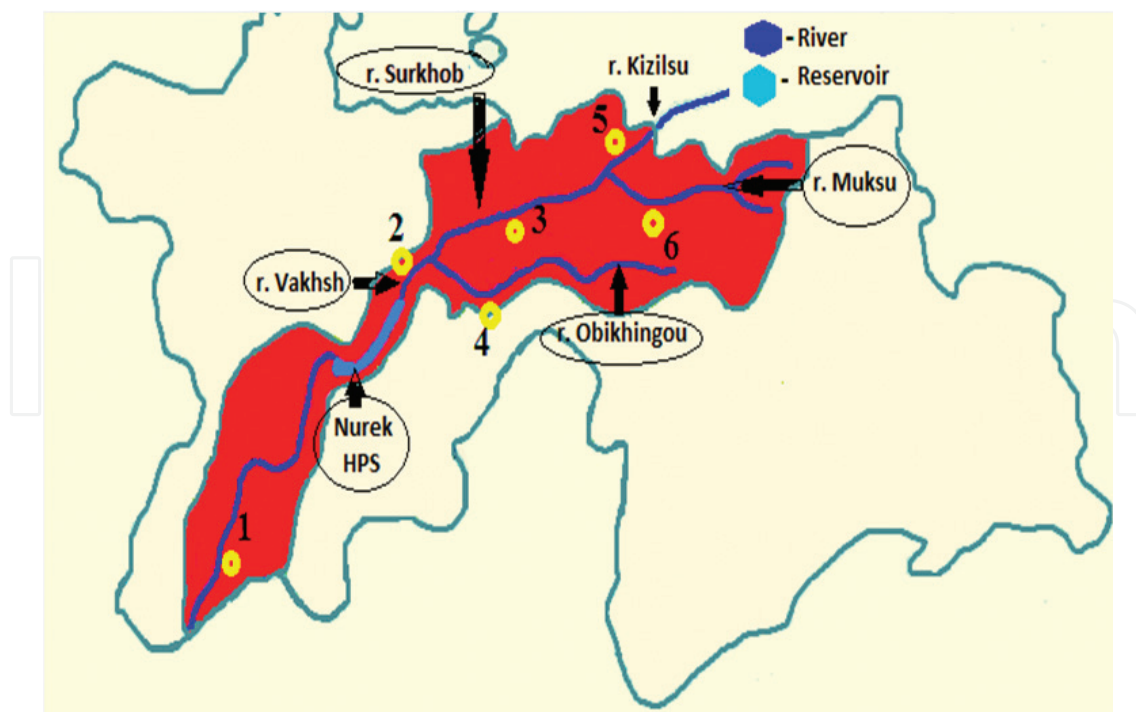 r. Surkhob
r. Kizilsu
- River
- Reservoir
5
r. Muksu
2
3
6
r. Vakhsh
4
r. Obikhingou
Nurek
HPS
1